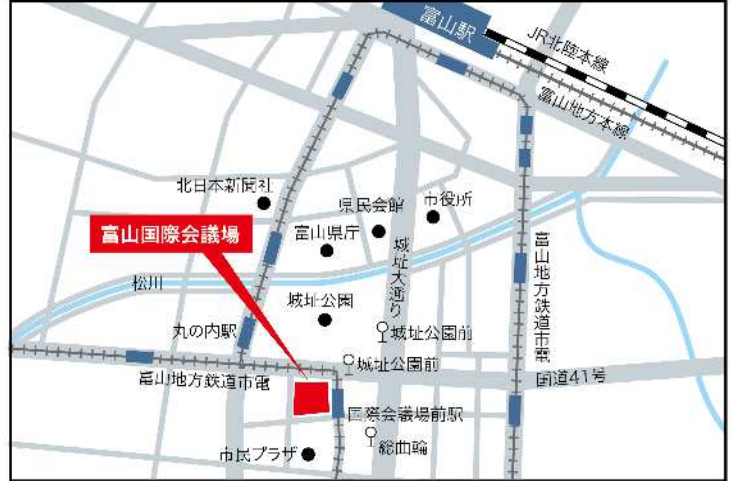 富山駅
JR北陸本線
富山地方本線
北日本新聞社
県民会館
市役所
富山国際会議場
富山県庁
城址大通り
富山地方鉄道市電
松川
城址公園
丸の内駅
城址公園前
城址公園前
富山地方鉄道市電
国道41号
国際会議場前駅
総曲輪
市民プラザ